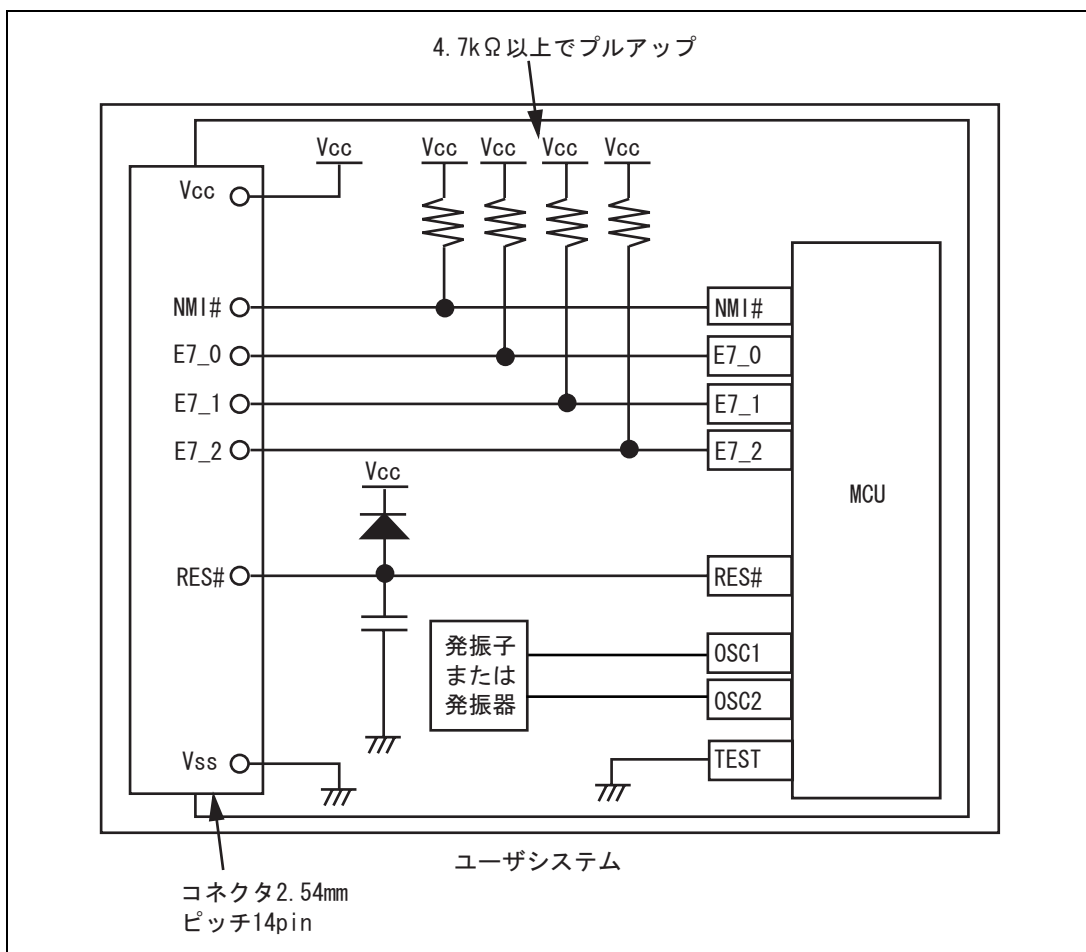 4.7kΩ以上でプルアップ
Vcc
Vcc
Vcc
Vcc
Vcc
Vcc
NMI#
NMI#
E7_0
E7_0
E7_1
E7_1
E7_2
E7_2
Vcc
MCU
RES#
RES#
発振子
または
発振器
OSC1
OSC2
Vss
TEST
ユーザシステム
コネクタ2.54mm
ピッチ14pin